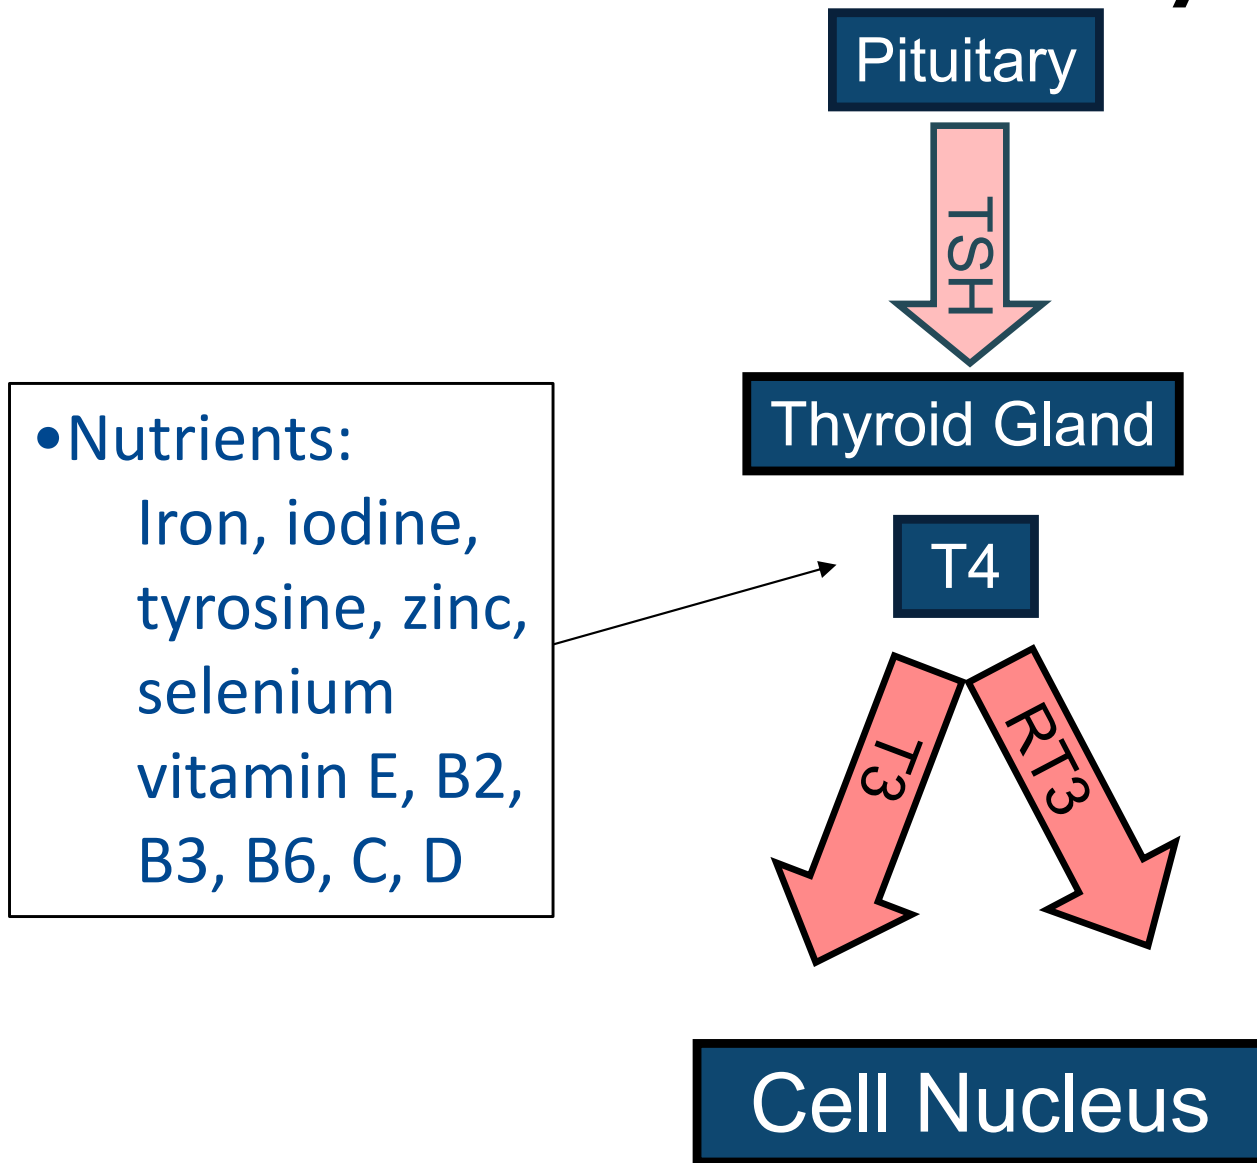 Pituitary
TSH
Thyroid Gland
•Nutrients:
Iron, iodine,
tyrosine, zinc,
selenium
vitamin E, B2,
B3, B6, C, D
T4
T3
RT3
Cell Nucleus